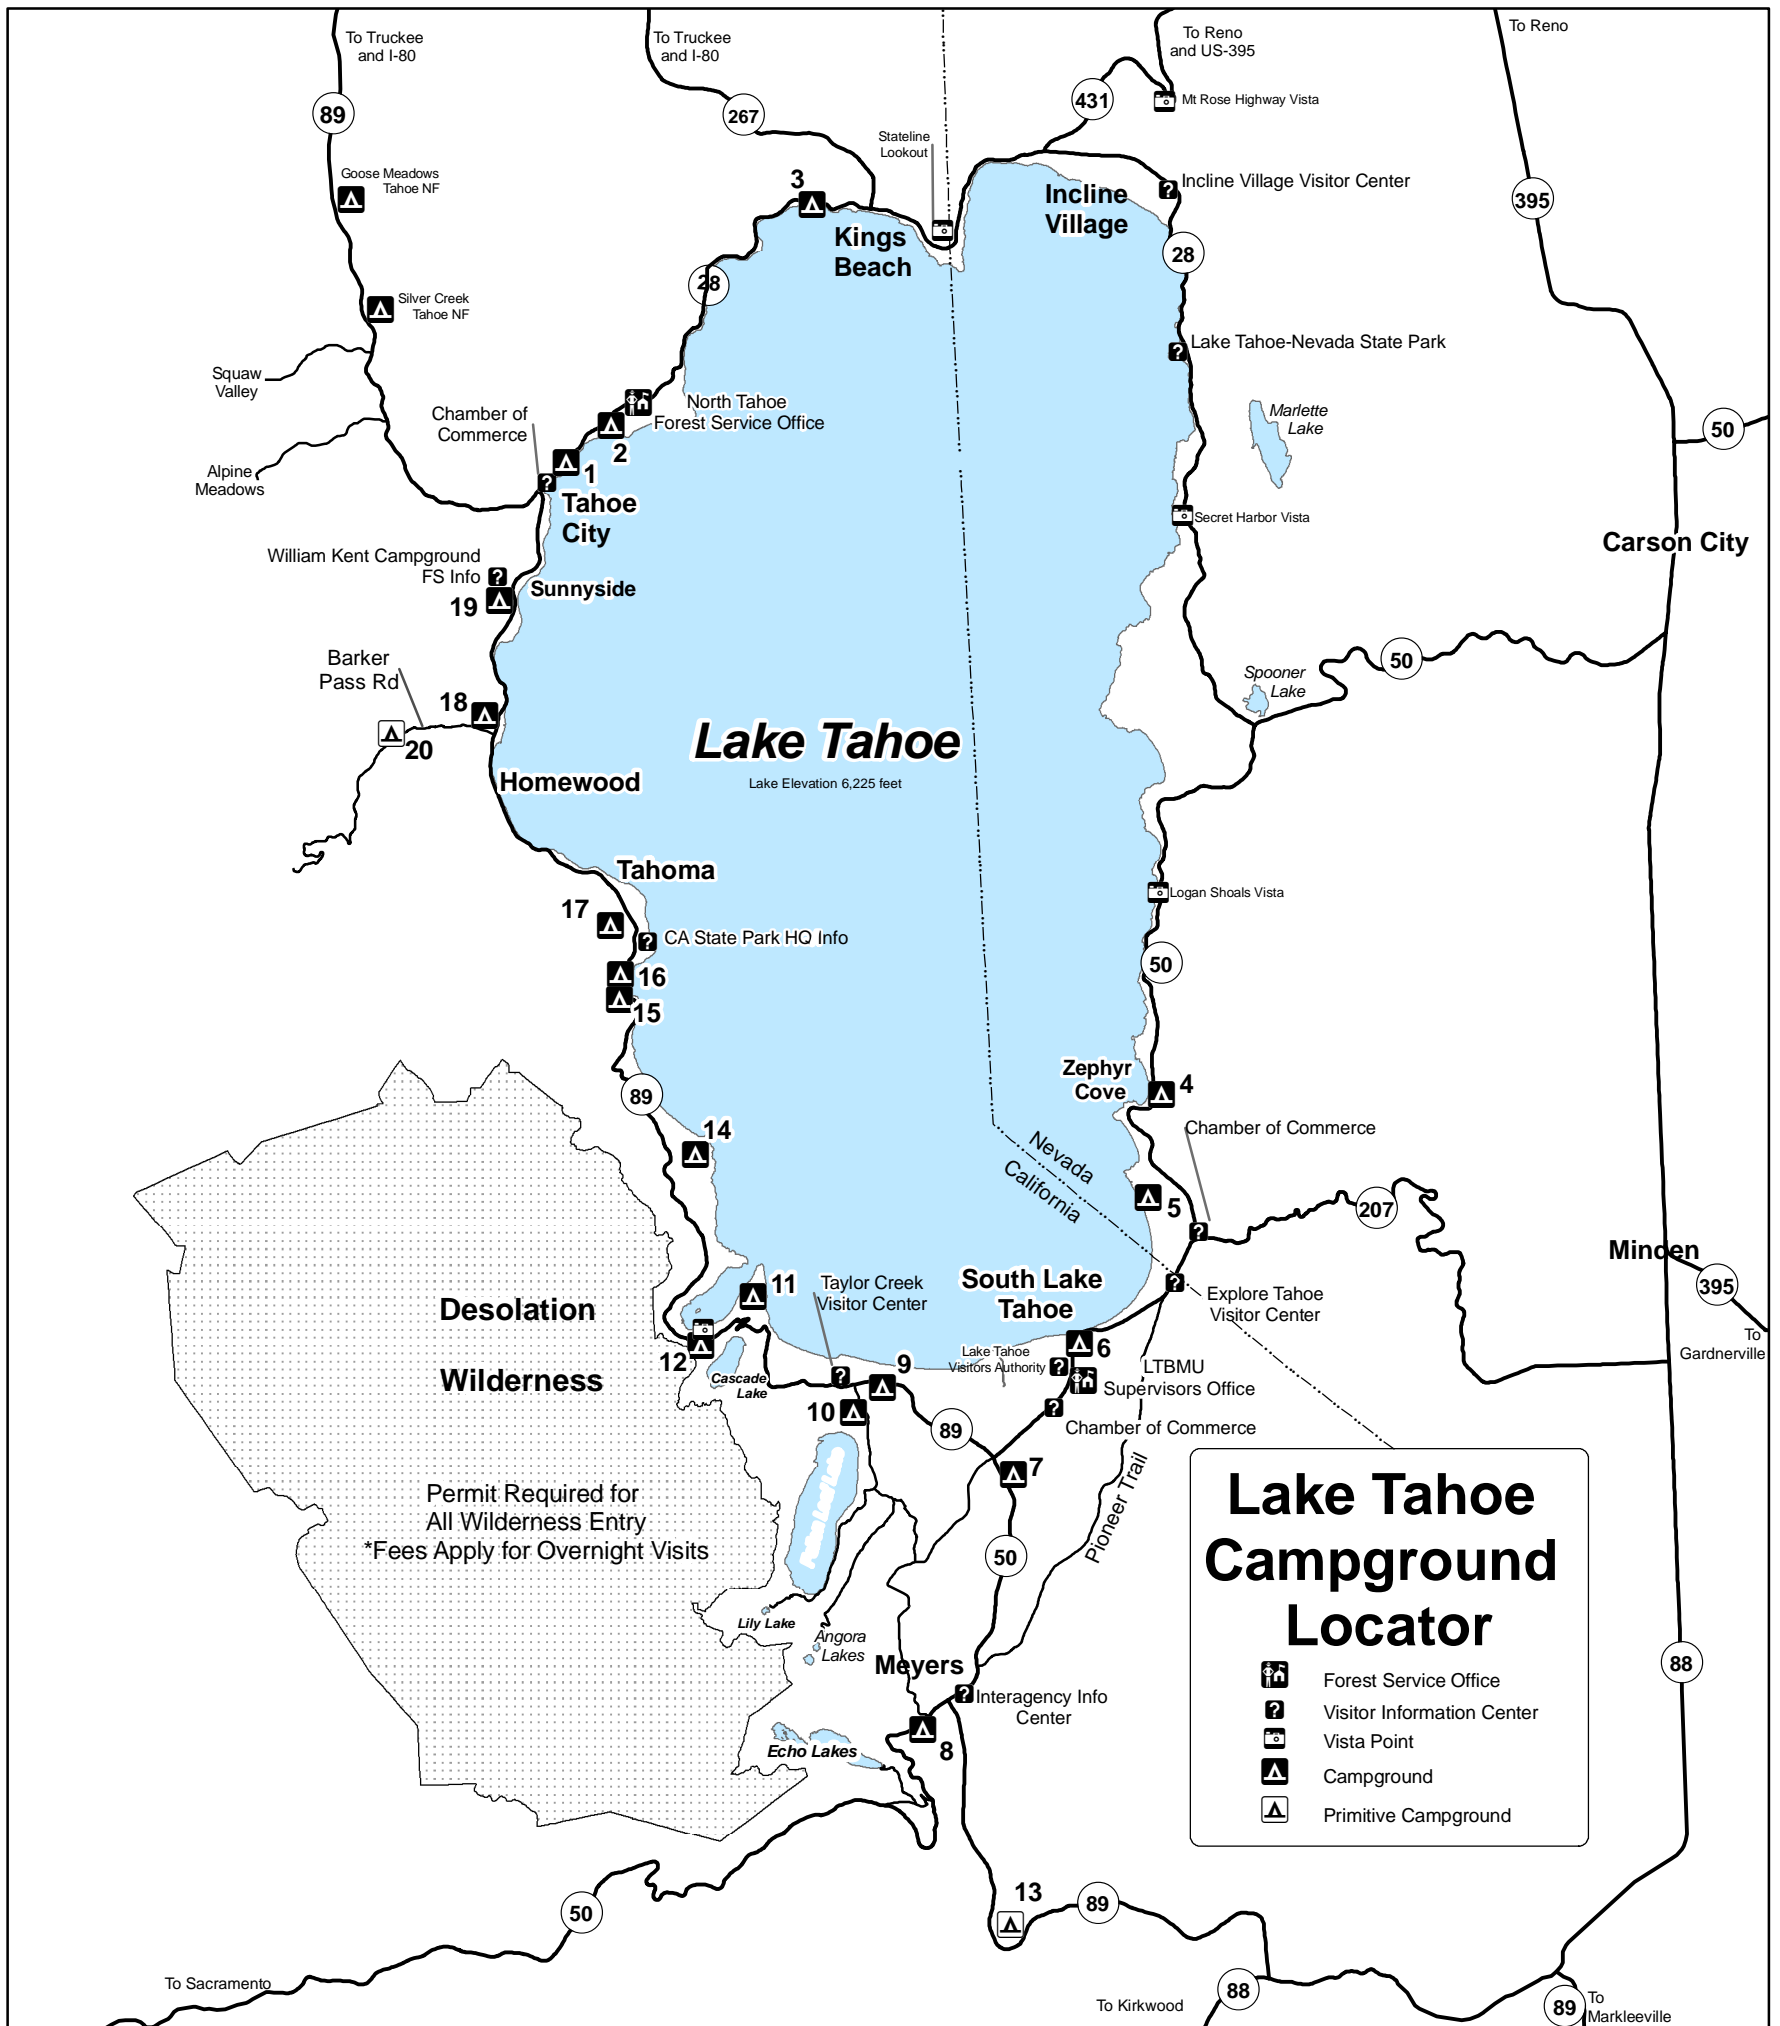 To Truckee
and I-80
To Truckee
and I-80
To Reno
and US-395
To Reno
89
267
431
Mt Rose Highway Vista
Stateline
Lookout
Goose Meadows
Tahoe NF
3
Incline Village Visitor Center
Incline
Village
395
Kings
Beach
28
28
Silver Creek
Tahoe NF
Lake Tahoe-Nevada State Park
Squaw
Valley
North Tahoe
Forest Service Office
Chamber of
Commerce
Marlette
Lake
50
2
1
Alpine
Meadows
Tahoe
City
Secret Harbor Vista
Carson City
William Kent Campground
FS Info
Sunnyside
19
Barker
Pass Rd
50
Spooner
Lake
18
20
Lake Tahoe
Lake Elevation 6,225 feet
Homewood
Tahoma
Logan Shoals Vista
17
CA State Park HQ Info
50
16
15
Zephyr
Cove
4
89
14
Chamber of Commerce
Nevada
California
5
207
Minden
395
11
Taylor Creek
Visitor Center
South Lake
Tahoe
Explore Tahoe
Visitor Center
Desolation
Wilderness
To
Gardnerville
12
Cascade
Lake
9
Lake Tahoe
Visitors Authority
6
LTBMU
Supervisors Office
10
Chamber of Commerce
89
7
Pioneer Trail
Fallen Leaf Lake
Permit Required for
All Wilderness Entry
*Fees Apply for Overnight Visits
50
Lake Tahoe
Campground
Locator
Forest Service Office
Visitor Information Center
Vista Point
Campground
Primitive Campground
Lily Lake
Angora
Lakes
Meyers
88
Interagency Info
Center
Echo Lakes
8
13
89
50
To Sacramento
88
To Kirkwood
89
To
Markleeville